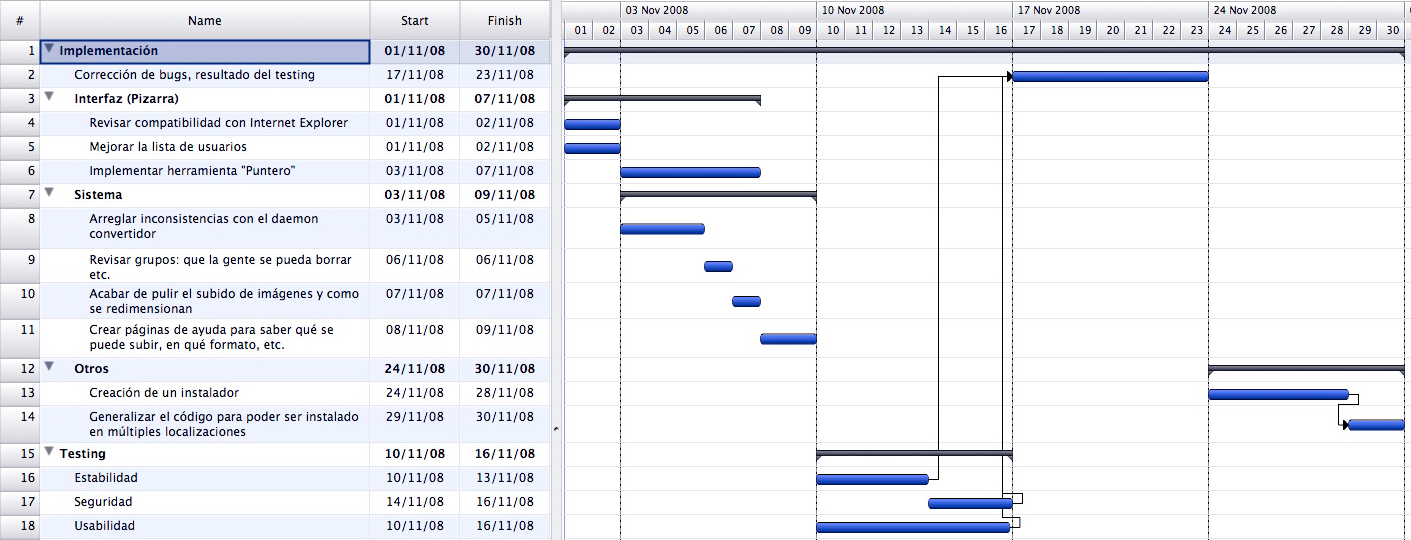 # Name Start Finish
03 Nov 2008 10 Nov 2008 17 Nov 2008 24 Nov 2008
01 02 03 04 05 06 07 08 09 10 11 12 13 14 15 16 17 18 19 20 21 22 23 24 25 26 27 28 29 30
1 Implementación 01/11/08 30/11/08
2 Corrección de bugs, resultado del testing 17/11/08 23/11/08
3 Interfaz (Pizarra) 01/11/08 07/11/08
4 Revisar compatibilidad con Internet Explorer 01/11/08 02/11/08
5 Mejorar la lista de usuarios 01/11/08 02/11/08
6 Implementar herramienta "Puntero" 03/11/08 07/11/08
7 Sistema 03/11/08 09/11/08
8 Arreglar inconsistencias con el daemon 03/11/08 05/11/08
convertidor
9 Revisar grupos: que la gente se pueda borrar 06/11/08 06/11/08
etc.
10 Acabar de pulir el subido de imágenes y como 07/11/08 07/11/08
se redimensionan
11 Crear páginas de ayuda para saber qué se 08/11/08 09/11/08
puede subir, en qué formato, etc.
12 Otros 24/11/08 30/11/08
13 Creación de un instalador 24/11/08 28/11/08
14 Generalizar el código para poder ser instalado 29/11/08 30/11/08
en múltiples localizaciones
15 Testing 10/11/08 16/11/08
16 Estabilidad 10/11/08 13/11/08
17 Seguridad 14/11/08 16/11/08
18 Usabilidad 10/11/08 16/11/08